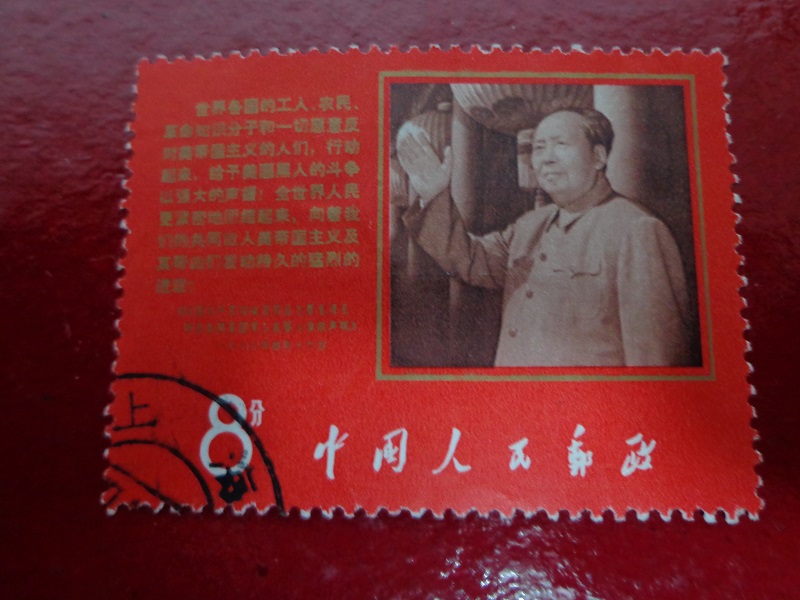 世界各国的工人、农民、
革命知识分子和一切愿意反
对美帝国主义的人们，行动
起来，给予美国黑人的斗争
以强大的声援！全世界人民
更紧密地团结起来，向着我
们的共同敌人美帝国主义及
其帮凶们发动持久的猛烈的
进攻！
8分
中国人民邮政
上